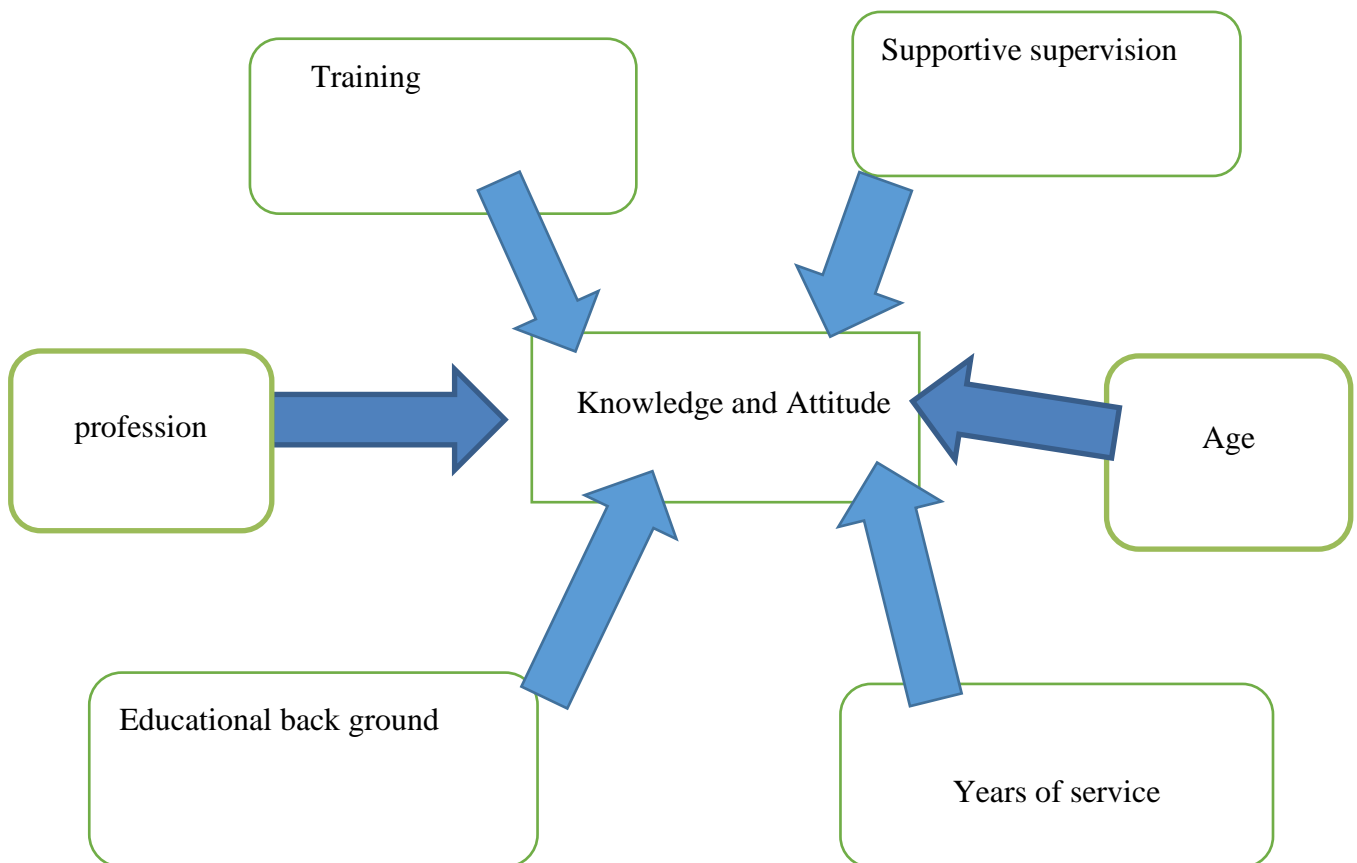 Training
Supportive supervision
profession
Knowledge and Attitude
Age
Educational back ground
Years of service